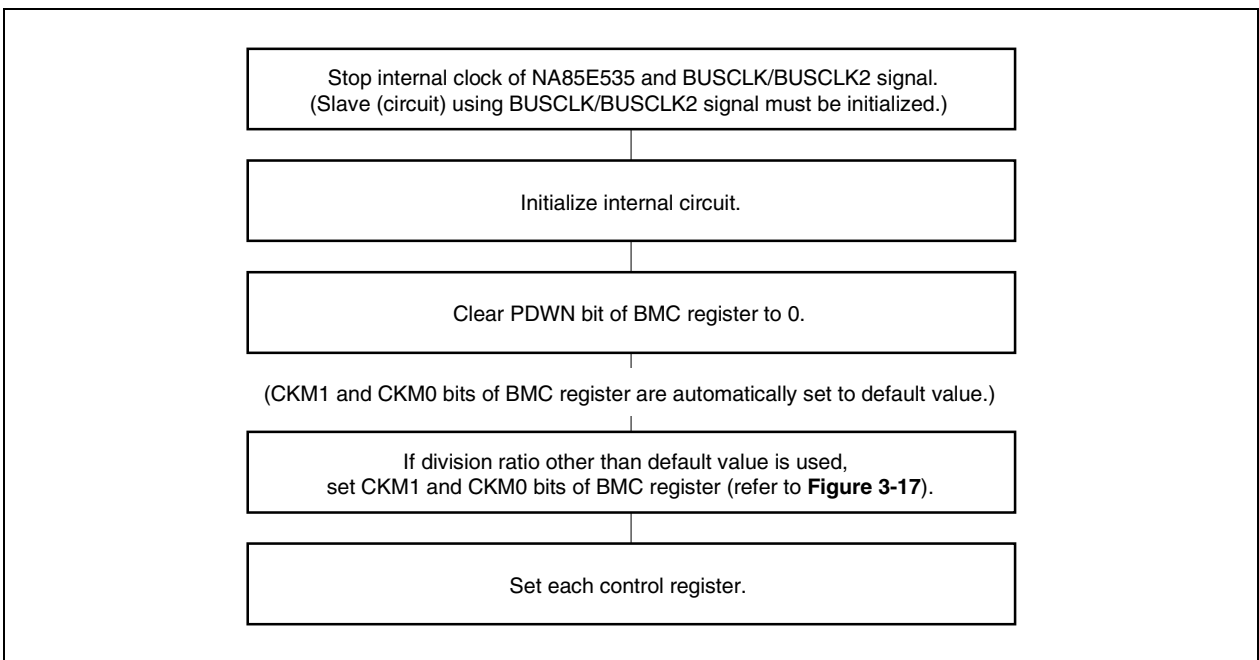 Stop internal clock of NA85E535 and BUSCLK/BUSCLK2 signal.
(Slave (circuit) using BUSCLK/BUSCLK2 signal must be initialized.)
Initialize internal circuit.
Clear PDWN bit of BMC register to 0.
(CKM1 and CKM0 bits of BMC register are automatically set to default value.)
If division ratio other than default value is used,
set CKM1 and CKM0 bits of BMC register (refer to Figure 3-17).
Set each control register.